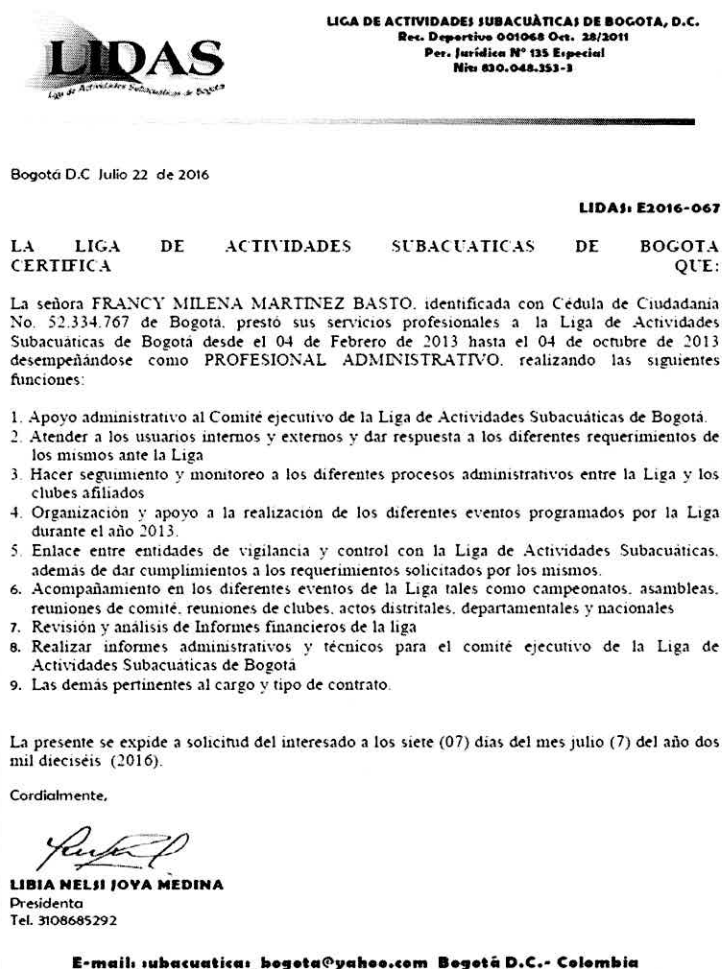 LIGA DE ACTIVIDADES SUBACUÀTICAS DE BOGOTA, D.C.
Rec. Deportivo 001068 Oct. 28/2011
Per. Jurídica Nº 135 Especial
Nit: 830.048.353-3
LIDAS
Liga de Actividades Subacuáticas de Bogotá
Bogotá D.C Julio 22 de 2016
LIDAS: E2016-067
LA LIGA DE ACTIVIDADES SUBACUATICAS DE BOGOTA
CERTIFICA QUE:
La señora FRANCY MILENA MARTINEZ BASTO, identificada con Cédula de Ciudadanía
No. 52.334.767 de Bogotá, prestó sus servicios profesionales a la Liga de Actividades
Subacuáticas de Bogotá desde el 04 de Febrero de 2013 hasta el 04 de octubre de 2013
desempeñándose como PROFESIONAL ADMINISTRATIVO, realizando las siguientes
funciones:
1. Apoyo administrativo al Comité ejecutivo de la Liga de Actividades Subacuáticas de Bogotá.
2. Atender a los usuarios internos y externos y dar respuesta a los diferentes requerimientos de
los mismos ante la Liga
3. Hacer seguimiento y monitoreo a los diferentes procesos administrativos entre la Liga y los
clubes afiliados
4. Organización y apoyo a la realización de los diferentes eventos programados por la Liga
durante el año 2013.
5. Enlace entre entidades de vigilancia y control con la Liga de Actividades Subacuáticas,
además de dar cumplimientos a los requerimientos solicitados por los mismos.
6. Acompañamiento en los diferentes eventos de la Liga tales como campeonatos, asambleas,
reuniones de comité, reuniones de clubes, actos distritales, departamentales y nacionales
7. Revisión y análisis de Informes financieros de la liga
8. Realizar informes administrativos y técnicos para el comité ejecutivo de la Liga de
Actividades Subacuáticas de Bogotá
9. Las demás pertinentes al cargo y tipo de contrato.
La presente se expide a solicitud del interesado a los siete (07) días del mes julio (7) del año dos
mil dieciséis (2016).
Cordialmente,
LIBIA NELSI JOYA MEDINA
Presidenta
Tel. 3108685292
E-mail: subacuaticas_bogota@yahoo.com Bogotá D.C.- Colombia